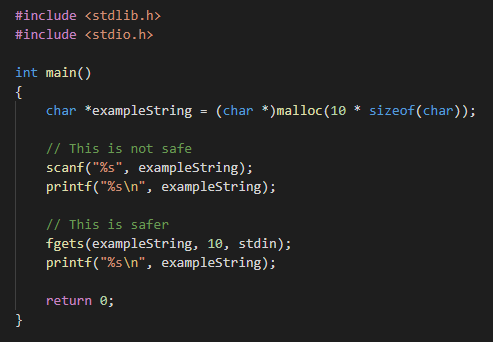 #include <stdlib.h>
#include <stdio.h>
int main()
{
char *exampleString = (char *)malloc(10 * sizeof(char));
// This is not safe
scanf("%s", exampleString);
printf("%s\n", exampleString);
// This is safer
fgets(exampleString, 10, stdin);
printf("%s\n", exampleString);
return 0;
}